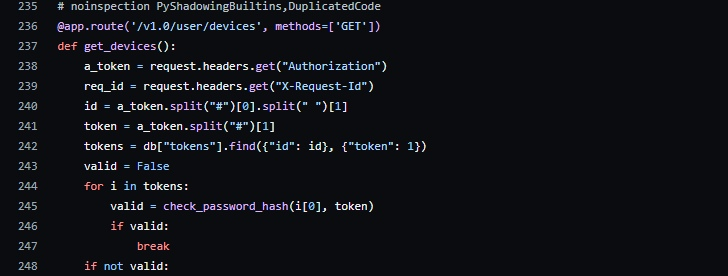 235 # noinspection PyShadowingBuiltins,DuplicatedCode
236 @app.route('/v1.0/user/devices', methods=['GET'])
237 def get_devices():
238     a_token = request.headers.get("Authorization")
239     req_id = request.headers.get("X-Request-Id")
240     id = a_token.split("#")[0].split(" ")[1]
241     token = a_token.split("#")[1]
242     tokens = db["tokens"].find({"id": id}, {"token": 1})
243     valid = False
244     for i in tokens:
245         valid = check_password_hash(i[0], token)
246         if valid:
247             break
248     if not valid: